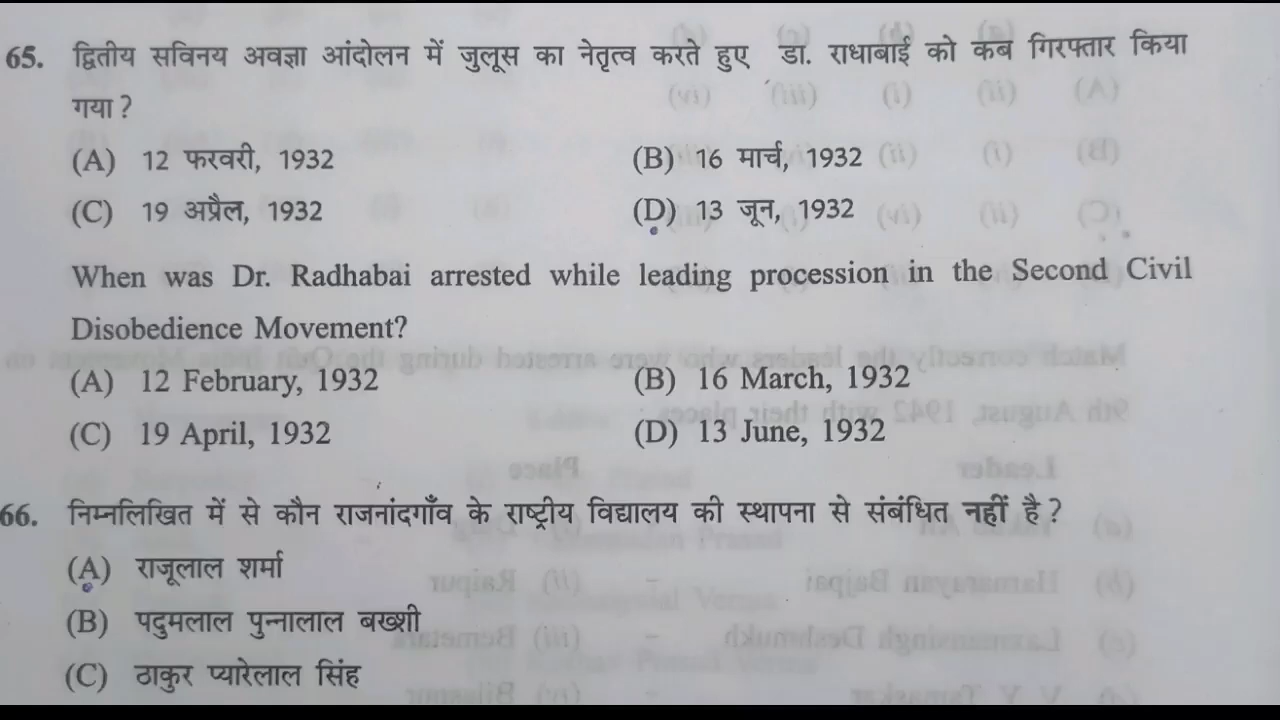 65. द्वितीय सविनय अवज्ञा आंदोलन में जुलूस का नेतृत्व करते हुए डा. राधाबाई को कब गिरफ्तार किया
गया ?
(A) 12 फरवरी, 1932 (B) 16 मार्च, 1932
(C) 19 अप्रैल, 1932 (D) 13 जून, 1932
When was Dr. Radhabai arrested while leading procession in the Second Civil
Disobedience Movement?
(A) 12 February, 1932 (B) 16 March, 1932
(C) 19 April, 1932 (D) 13 June, 1932
66. निम्नलिखित में से कौन राजनांदगाँव के राष्ट्रीय विद्यालय की स्थापना से संबंधित नहीं है ?
(A) राजूलाल शर्मा
(B) पदुमलाल पुन्नालाल बख्शी
(C) ठाकुर प्यारेलाल सिंह